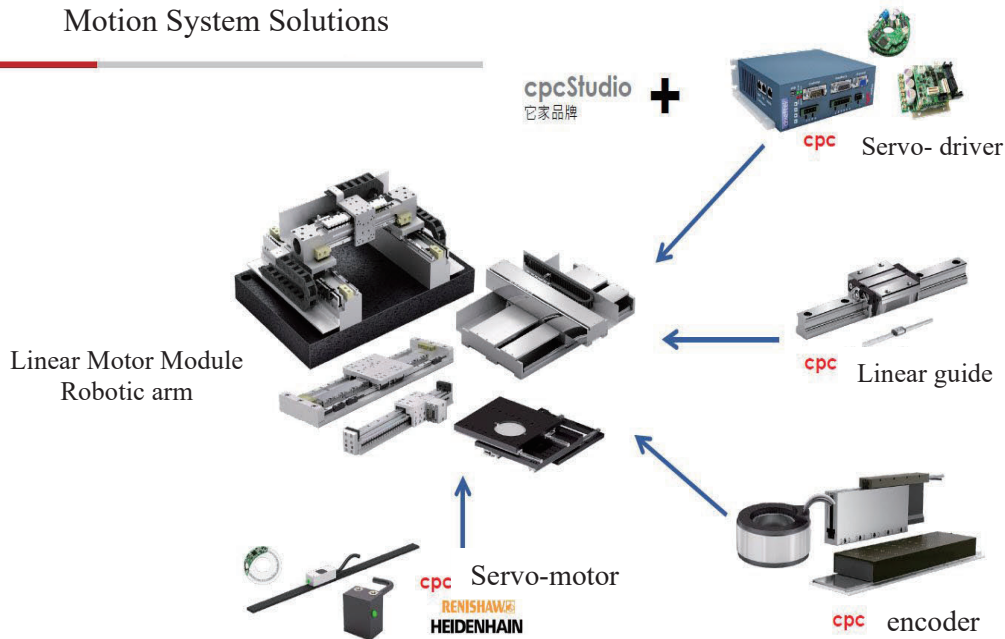 Motion System Solutions
cpcStudio
它家品牌
cpc Servo- driver
Linear Motor Module
Robotic arm
cpc Linear guide
cpc Servo-motor
RENISHAW
HEIDENHAIN
cpc encoder